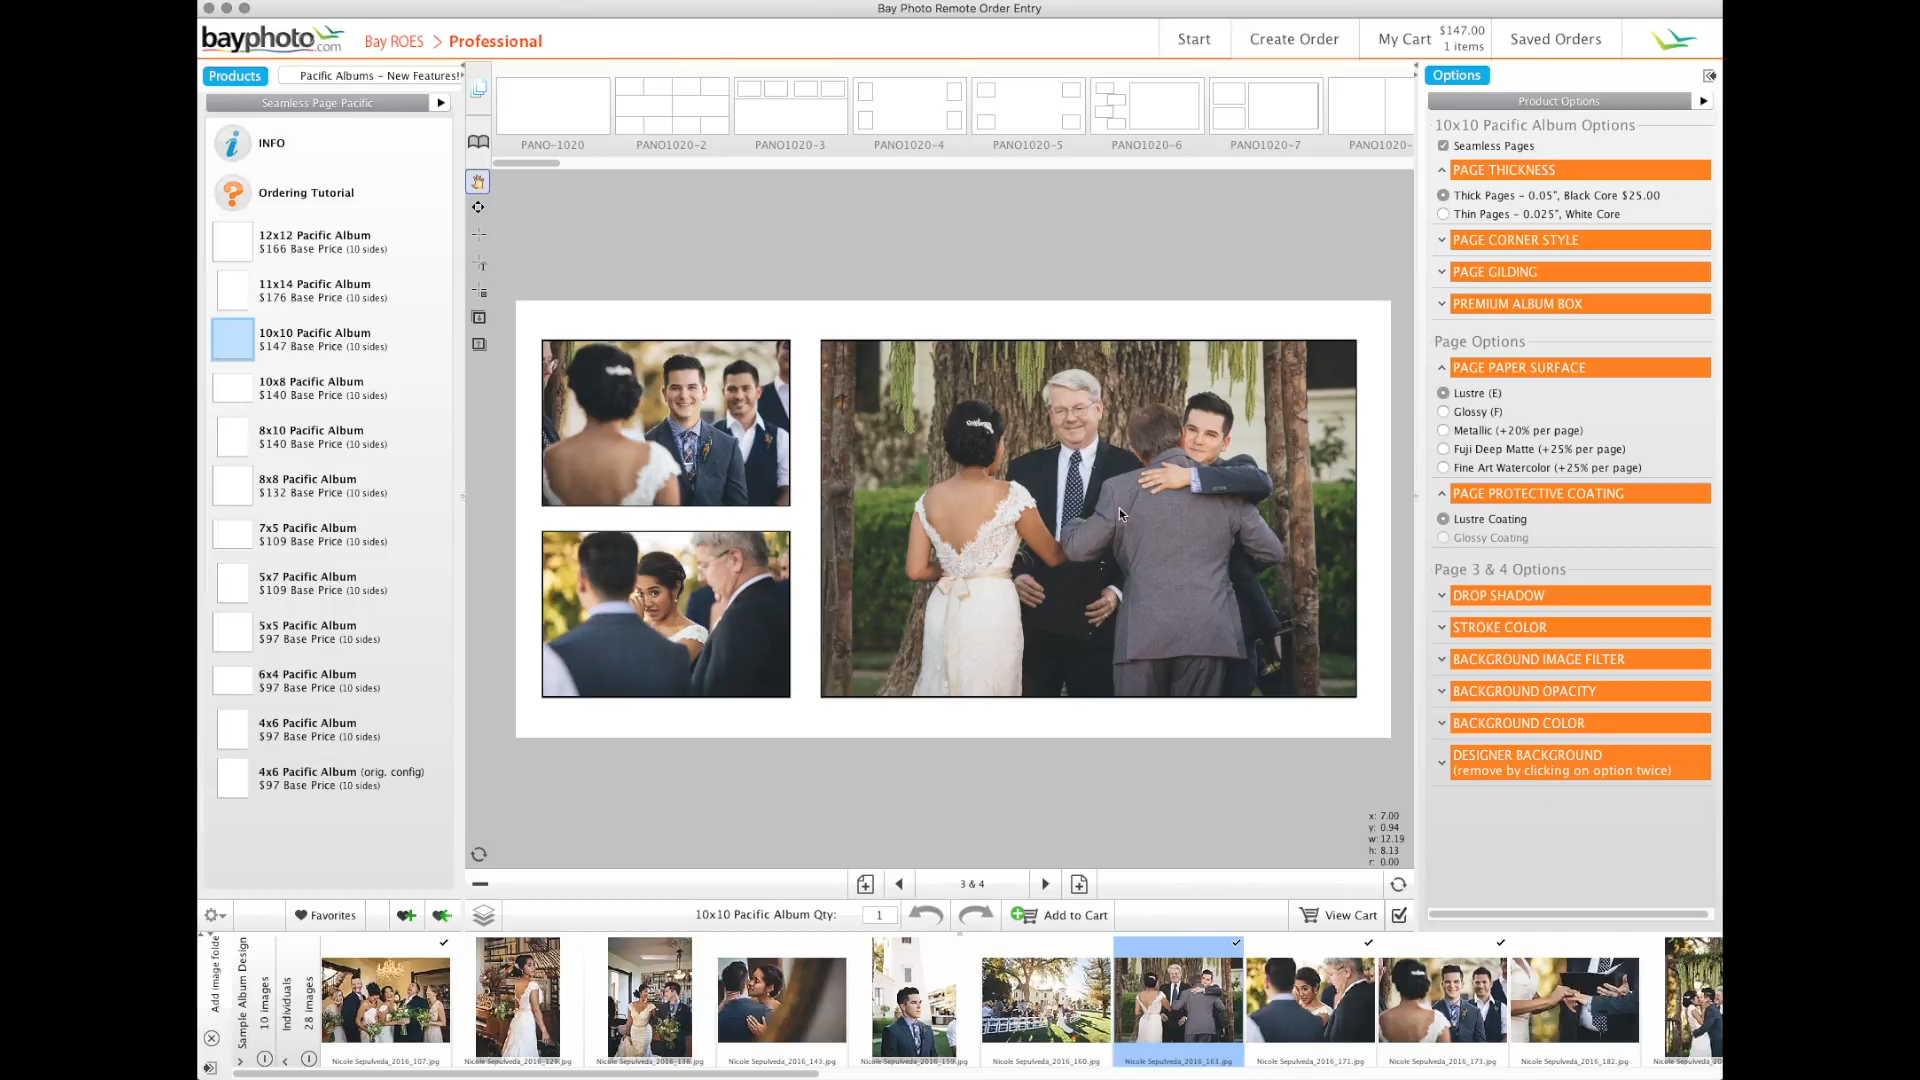 Bay Photo Remote Order Entry
bayphoto.com
Bay ROES > Professional
Start
Create Order
My Cart
$147.00
1 items
Saved Orders
Products
Pacific Albums - New Features!
Seamless Page Pacific
INFO
Ordering Tutorial
12x12 Pacific Album
$166 Base Price (10 sides)
11x14 Pacific Album
$176 Base Price (10 sides)
10x10 Pacific Album
$147 Base Price (10 sides)
10x8 Pacific Album
$140 Base Price (10 sides)
8x10 Pacific Album
$140 Base Price (10 sides)
8x8 Pacific Album
$132 Base Price (10 sides)
7x5 Pacific Album
$109 Base Price (10 sides)
5x7 Pacific Album
$109 Base Price (10 sides)
5x5 Pacific Album
$97 Base Price (10 sides)
6x4 Pacific Album
$97 Base Price (10 sides)
4x6 Pacific Album
$97 Base Price (10 sides)
4x6 Pacific Album (orig. config)
$97 Base Price (10 sides)
Favorites
PANO-1020
PANO1020-2
PANO1020-3
PANO1020-4
PANO1020-5
PANO1020-6
PANO1020-7
PANO1020-
x: 7.00
y: 0.94
w: 12.19
h: 8.13
r: 0.00
3 & 4
10x10 Pacific Album Qty:
1
Add to Cart
View Cart
Options
Product Options
10x10 Pacific Album Options
Seamless Pages
PAGE THICKNESS
Thick Pages - 0.05", Black Core $25.00
Thin Pages - 0.025", White Core
PAGE CORNER STYLE
PAGE GILDING
PREMIUM ALBUM BOX
Page Options
PAGE PAPER SURFACE
Lustre (E)
Glossy (F)
Metallic (+20% per page)
Fuji Deep Matte (+25% per page)
Fine Art Watercolor (+25% per page)
PAGE PROTECTIVE COATING
Lustre Coating
Glossy Coating
Page 3 & 4 Options
DROP SHADOW
STROKE COLOR
BACKGROUND IMAGE FILTER
BACKGROUND OPACITY
BACKGROUND COLOR
DESIGNER BACKGROUND
(remove by clicking on option twice)
Add image folde
Sample Album Design
10 images
Individuals
28 images
Nicole Sepulveda_2016_107.jpg
Nicole Sepulveda_2016_129.jpg
Nicole Sepulveda_2016_138.jpg
Nicole Sepulveda_2016_143.jpg
Nicole Sepulveda_2016_159.jpg
Nicole Sepulveda_2016_160.jpg
Nicole Sepulveda_2016_163.jpg
Nicole Sepulveda_2016_171.jpg
Nicole Sepulveda_2016_173.jpg
Nicole Sepulveda_2016_182.jpg
Nicole Sepulveda_20